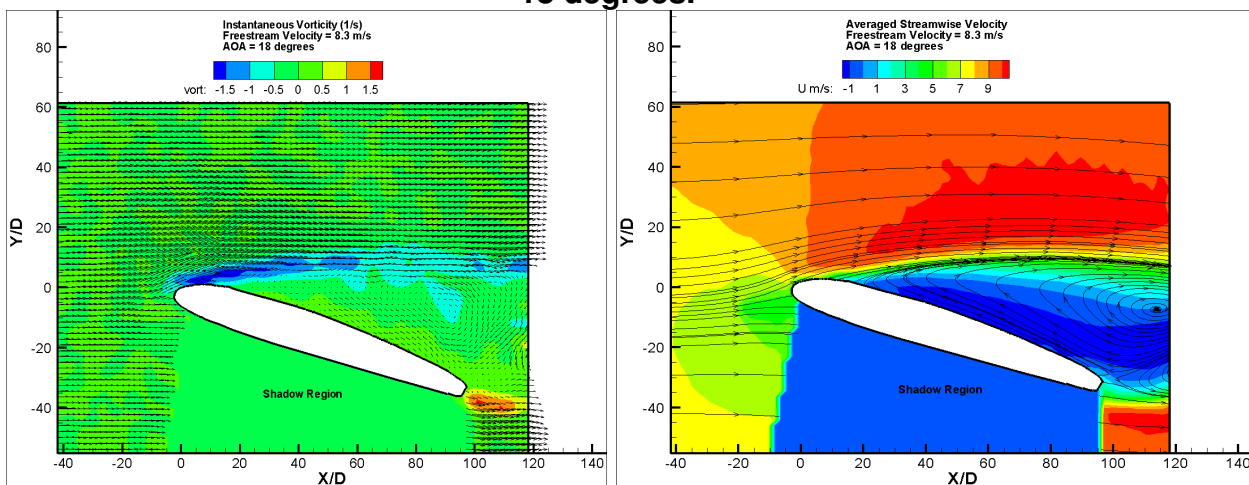 degrees.
Instantaneous Vorticity (1/s)
Freestream Velocity = 8.3 m/s
AOA = 18 degrees
vort: -1.5 -1 -0.5 0 0.5 1 1.5
Y/D
80
60
40
20
0
-20
-40
Shadow Region
-40 -20 0 20 40 60 80 100 120 140
X/D
Averaged Streamwise Velocity
Freestream Velocity = 8.3 m/s
AOA = 18 degrees
U m/s: -1 1 3 5 7 9
Y/D
80
60
40
20
0
-20
-40
Shadow Region
-40 -20 0 20 40 60 80 100 120 140
X/D